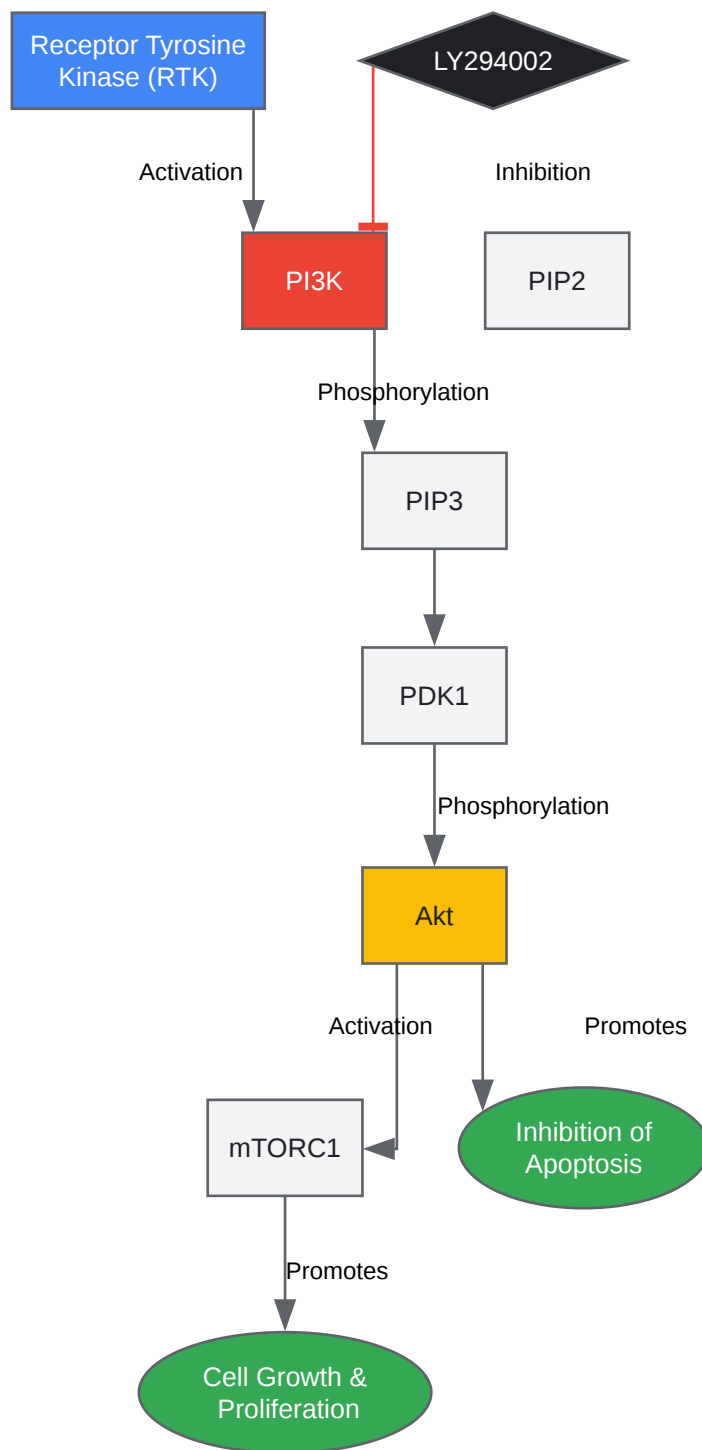 Receptor Tyrosine
Kinase (RTK)
LY294002
Activation
Inhibition
PI3K
PIP2
Phosphorylation
PIP3
PDK1
Phosphorylation
Akt
Activation
Promotes
mTORC1
Inhibition of
Apoptosis
Promotes
Cell Growth &
Proliferation